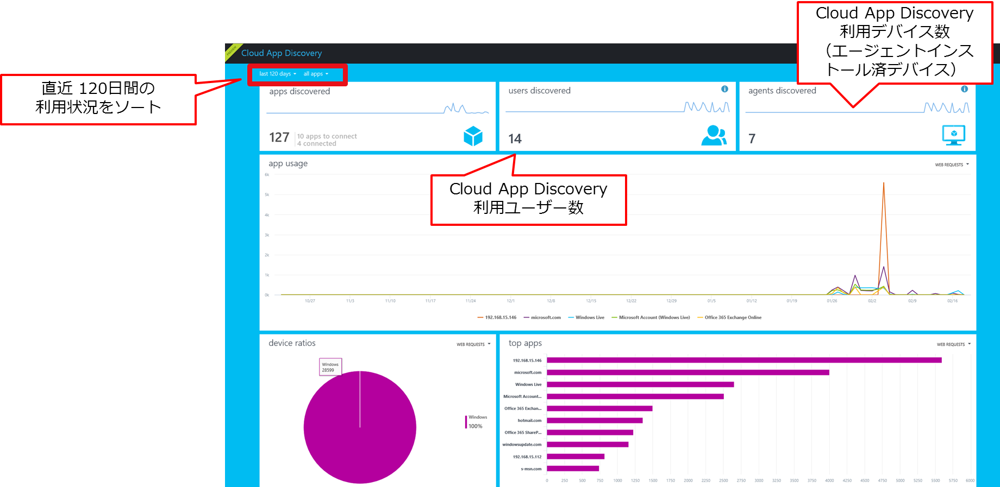 Cloud App Discovery
利用デバイス数
（エージェントインス
トール済デバイス）
PREVIEW
Cloud App Discovery
last 120 days
all apps
直近 120日間の
利用状況をソート
apps discovered
127
10 apps to connect
4 connected
users discovered
14
agents discovered
7
Cloud App Discovery
利用ユーザー数
app usage
WEB REQUESTS
6k
5k
4k
3k
2k
1k
0k
10/27
11/3
11/10
11/17
11/24
12/1
12/8
12/15
12/22
12/29
01/5
01/12
01/19
01/26
02/2
02/9
02/16
192.168.15.146
microsoft.com
Windows Live
Microsoft Account (Windows Live)
Office 365 Exchange Online
device ratios
WEB REQUESTS
Windows
28599
Windows
100%
top apps
WEB REQUESTS
192.168.15.146
microsoft.com
Windows Live
Microsoft Account...
Office 365 Exchan...
hotmail.com
Office 365 ShareP...
windowsupdate.com
192.168.15.112
s-msn.com
0
250
500
750
1000
1250
1500
1750
2000
2250
2500
2750
3000
3250
3500
3750
4000
4250
4500
4750
5000
5250
5500
5750
6000